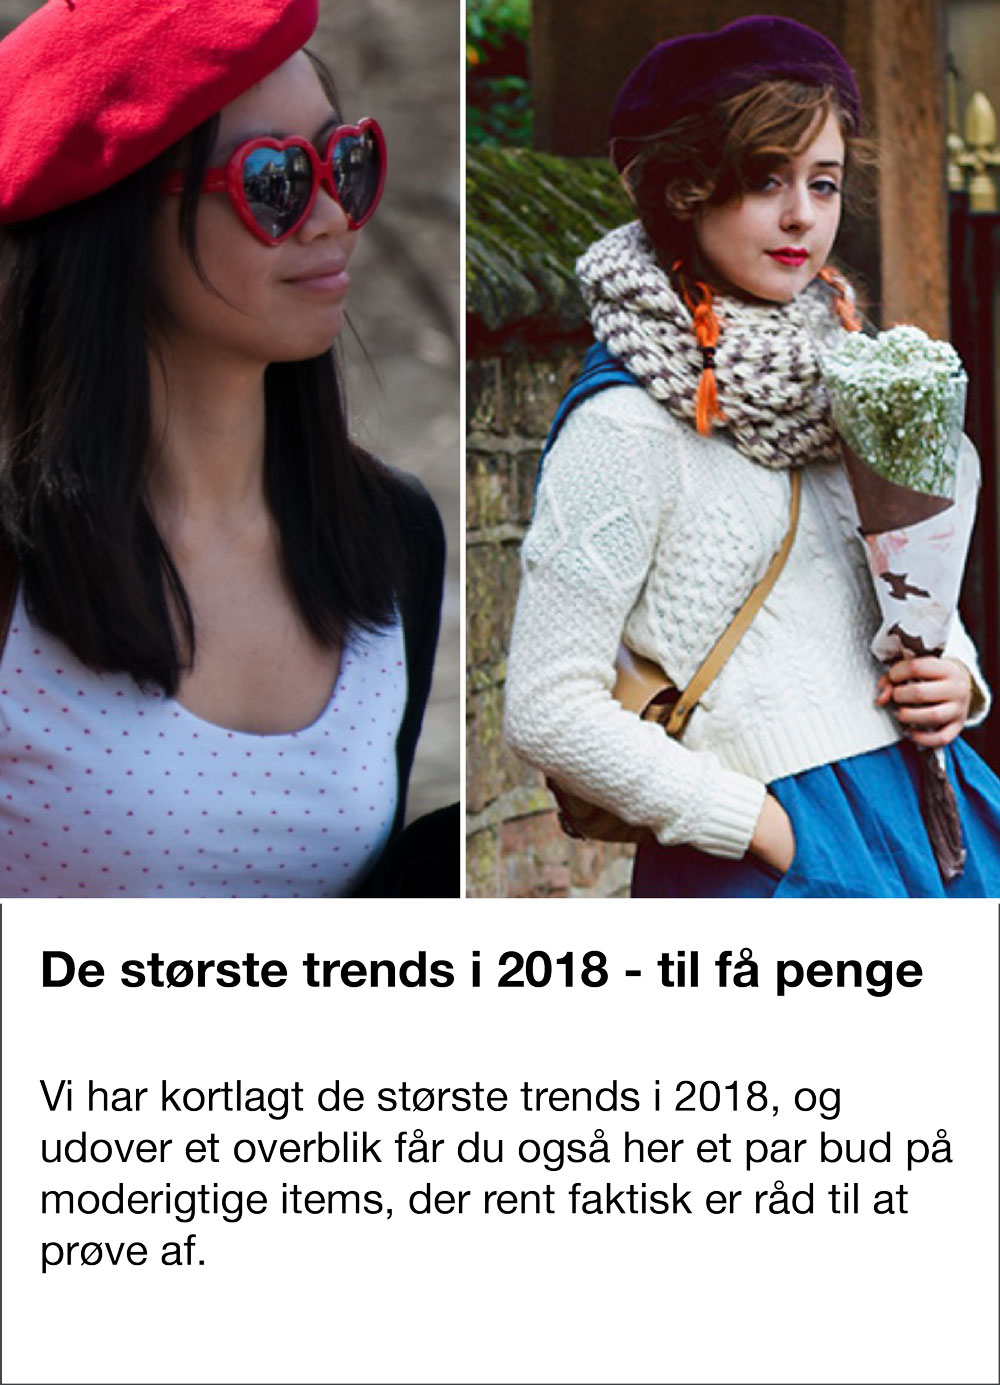 De største trends i 2018 - til få penge
Vi har kortlagt de største trends i 2018, og
udover et overblik får du også her et par bud på
moderigtige items, der rent faktisk er råd til at
prøve af.